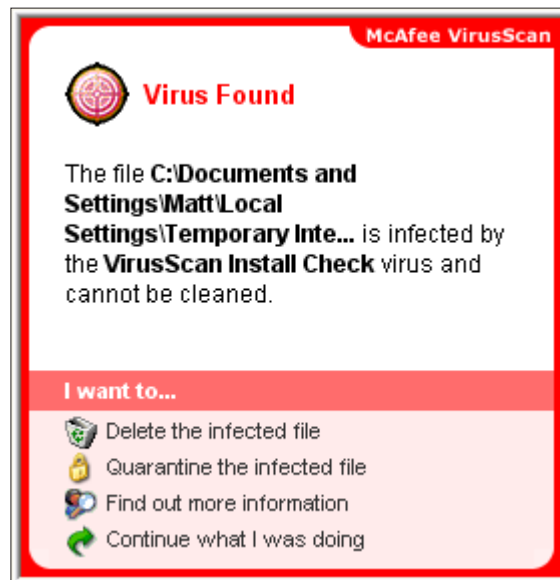 McAfee VirusScan
Virus Found
The file C:\Documents and
Settings\Matt\Local
Settings\Temporary Inte... is infected by
the VirusScan Install Check virus and
cannot be cleaned.
I want to...
Delete the infected file
Quarantine the infected file
Find out more information
Continue what I was doing